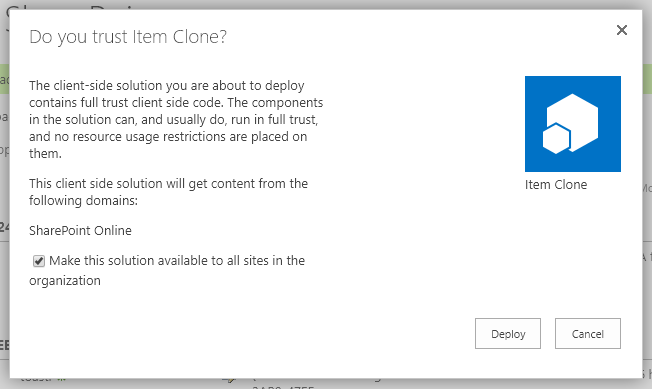 Do you trust Item Clone?
The client-side solution you are about to deploy
contains full trust client side code. The components
in the solution can, and usually do, run in full trust,
and no resource usage restrictions are placed on
them.
This client side solution will get content from the
following domains:
SharePoint Online
Make this solution available to all sites in the
organization
Item Clone
Deploy
Cancel